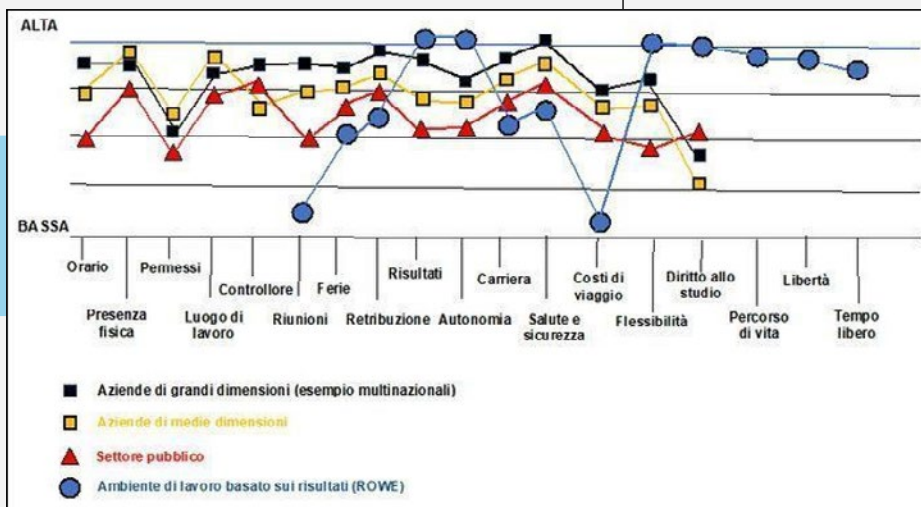 ALTA
BASSA
Orario
Presenza
fisica
Permessi
Luogo di
lavoro
Controllore
Riunioni
Ferie
Retribuzione
Risultati
Autonomia
Carriera
Salute e
sicurezza
Costi di
viaggio
Flessibilità
Diritto allo
studio
Percorso
di vita
Libertà
Tempo
libero
Aziende di grandi dimensioni (esempio multinazionali)
Aziende di medie dimensioni
Settore pubblico
Ambiente di lavoro basato sui risultati (ROWE)